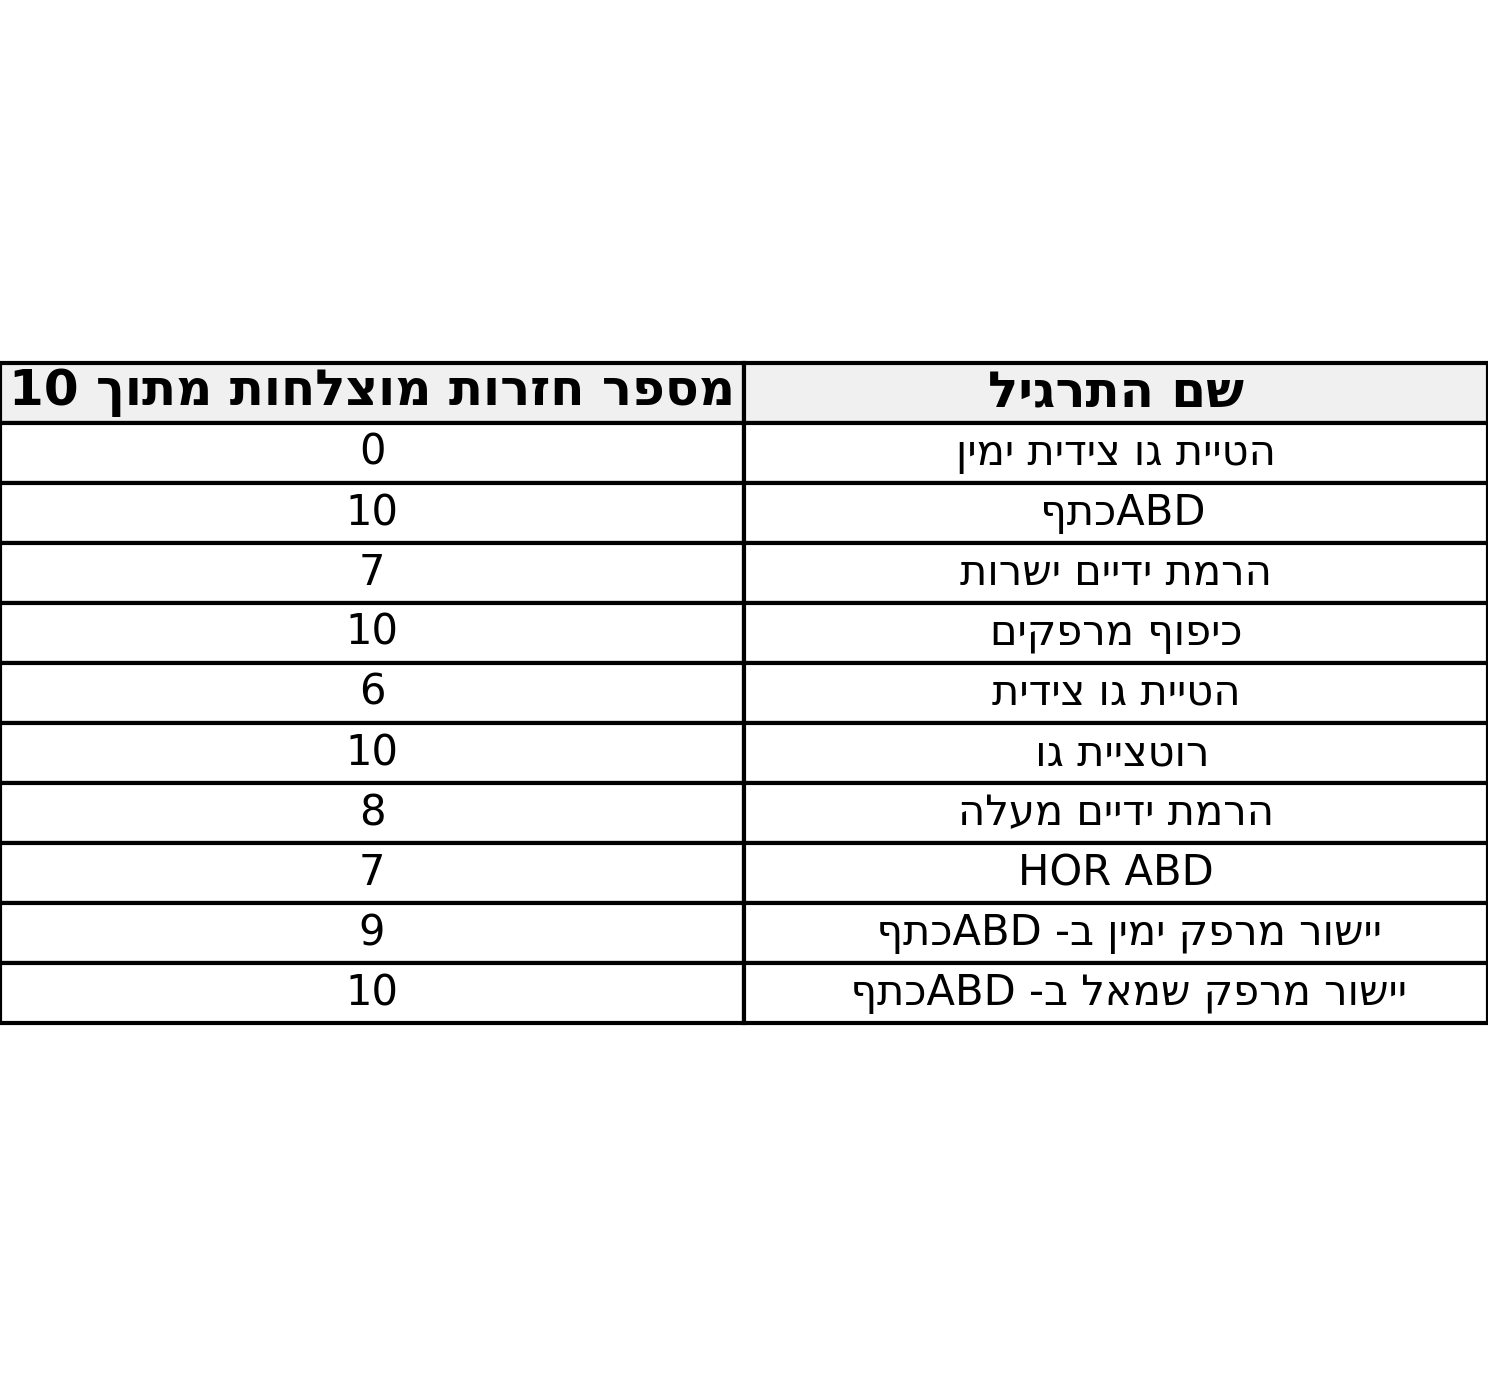 שם התרגיל מספר חזרות מוצלחות מתוך 10
הטיית גו צידית ימין 0
ABDכתף 10
הרמת ידיים ישרות 7
כיפוף מרפקים 10
הטיית גו צידית 6
רוטציית גו 10
הרמת ידיים מעלה 8
HOR ABD 7
יישור מרפק ימין ב- ABDכתף 9
יישור מרפק שמאל ב- ABDכתף 10